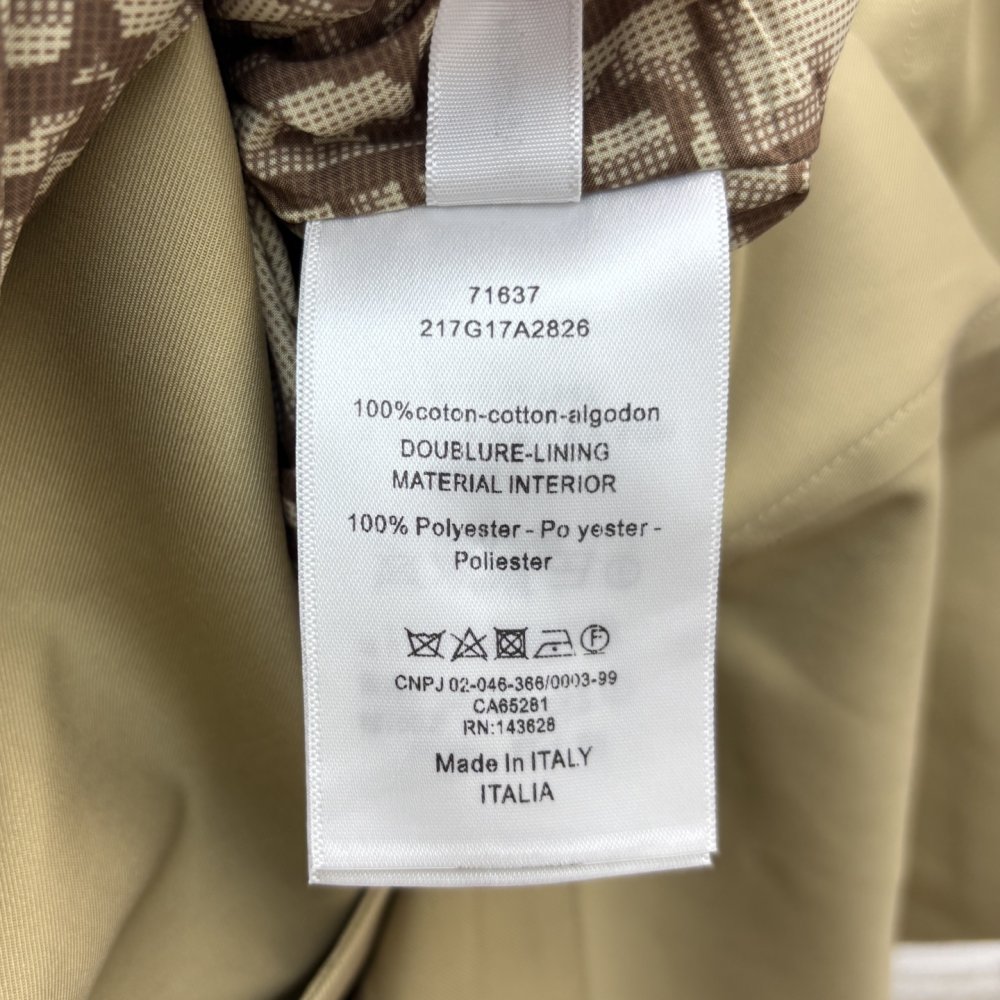 71637
217G17A2826
100%coton-cotton-algodon
DOUBLURE-LINING
MATERIAL INTERIOR
100% Polyester - Po yester -
Poliester
F
CNPJ 02-046-366/0003-99
CA65281
RN:143628
Made In ITALY
ITALIA